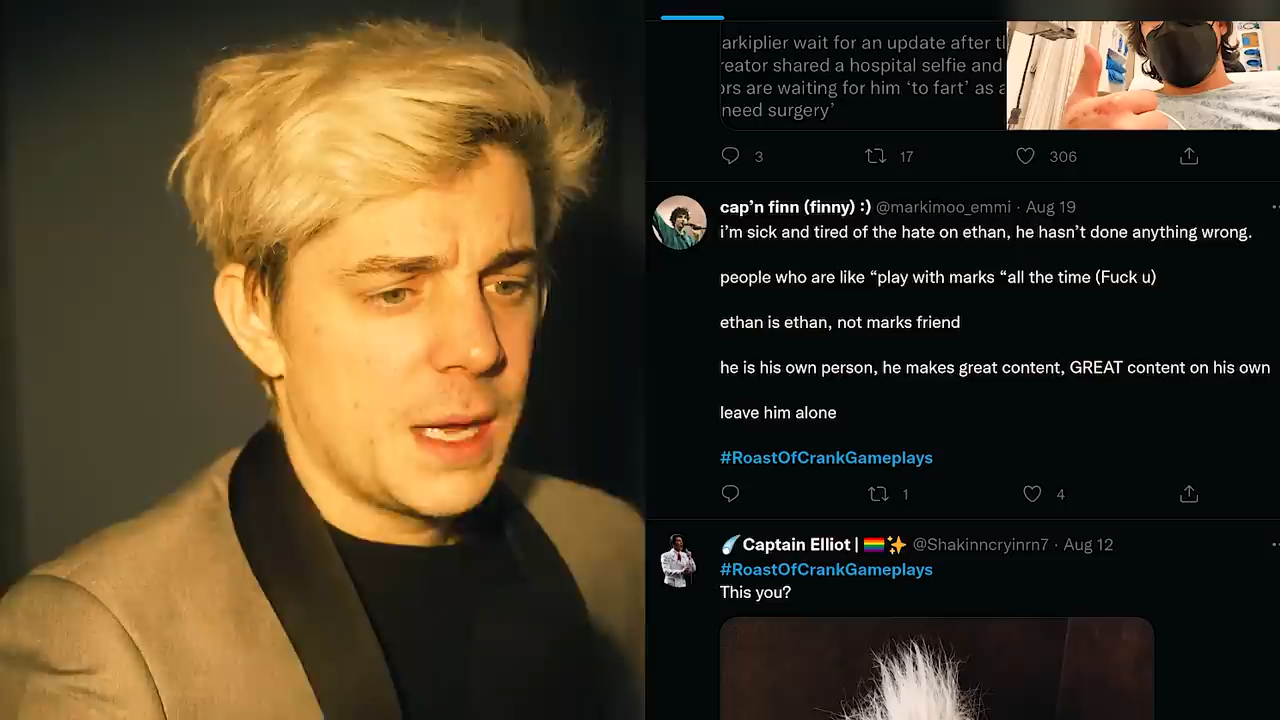 arkiplier wait for an update after tl
reator shared a hospital selfie and
ors are waiting for him ‘to fart’ as a
need surgery’
3 17 306
cap’n finn (finny) :) @markimoo_emmi · Aug 19
i’m sick and tired of the hate on ethan, he hasn’t done anything wrong.
people who are like “play with marks “all the time (Fuck u)
ethan is ethan, not marks friend
he is his own person, he makes great content, GREAT content on his own
leave him alone
#RoastOfCrankGameplays
1 4
Captain Elliot | @Shakinncryinrn7 · Aug 12
#RoastOfCrankGameplays
This you?